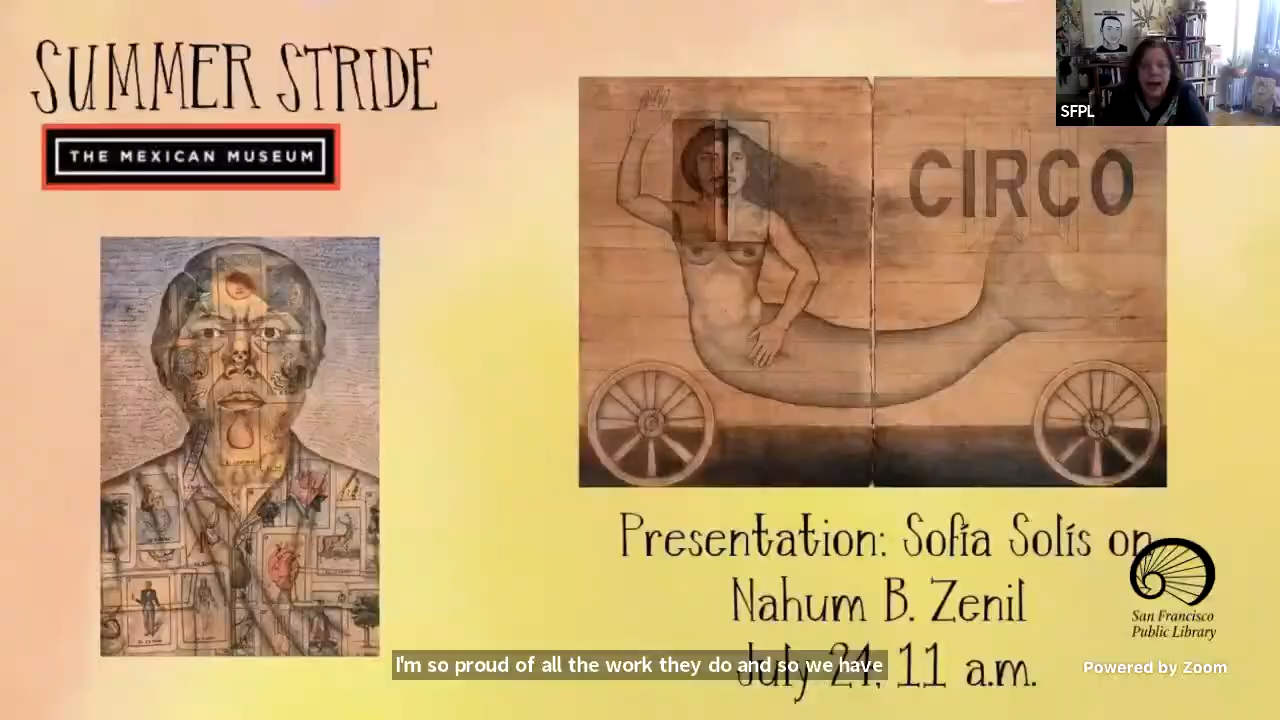 SUMMER STRIDE
THE MEXICAN MUSEUM
SFPL
CIRCO
Presentation: Sofía Solís on
Nahum B. Zenil
July 24, 11 a.m.
San Francisco
Public Library
I'm so proud of all the work they do and so we have
Powered by Zoom